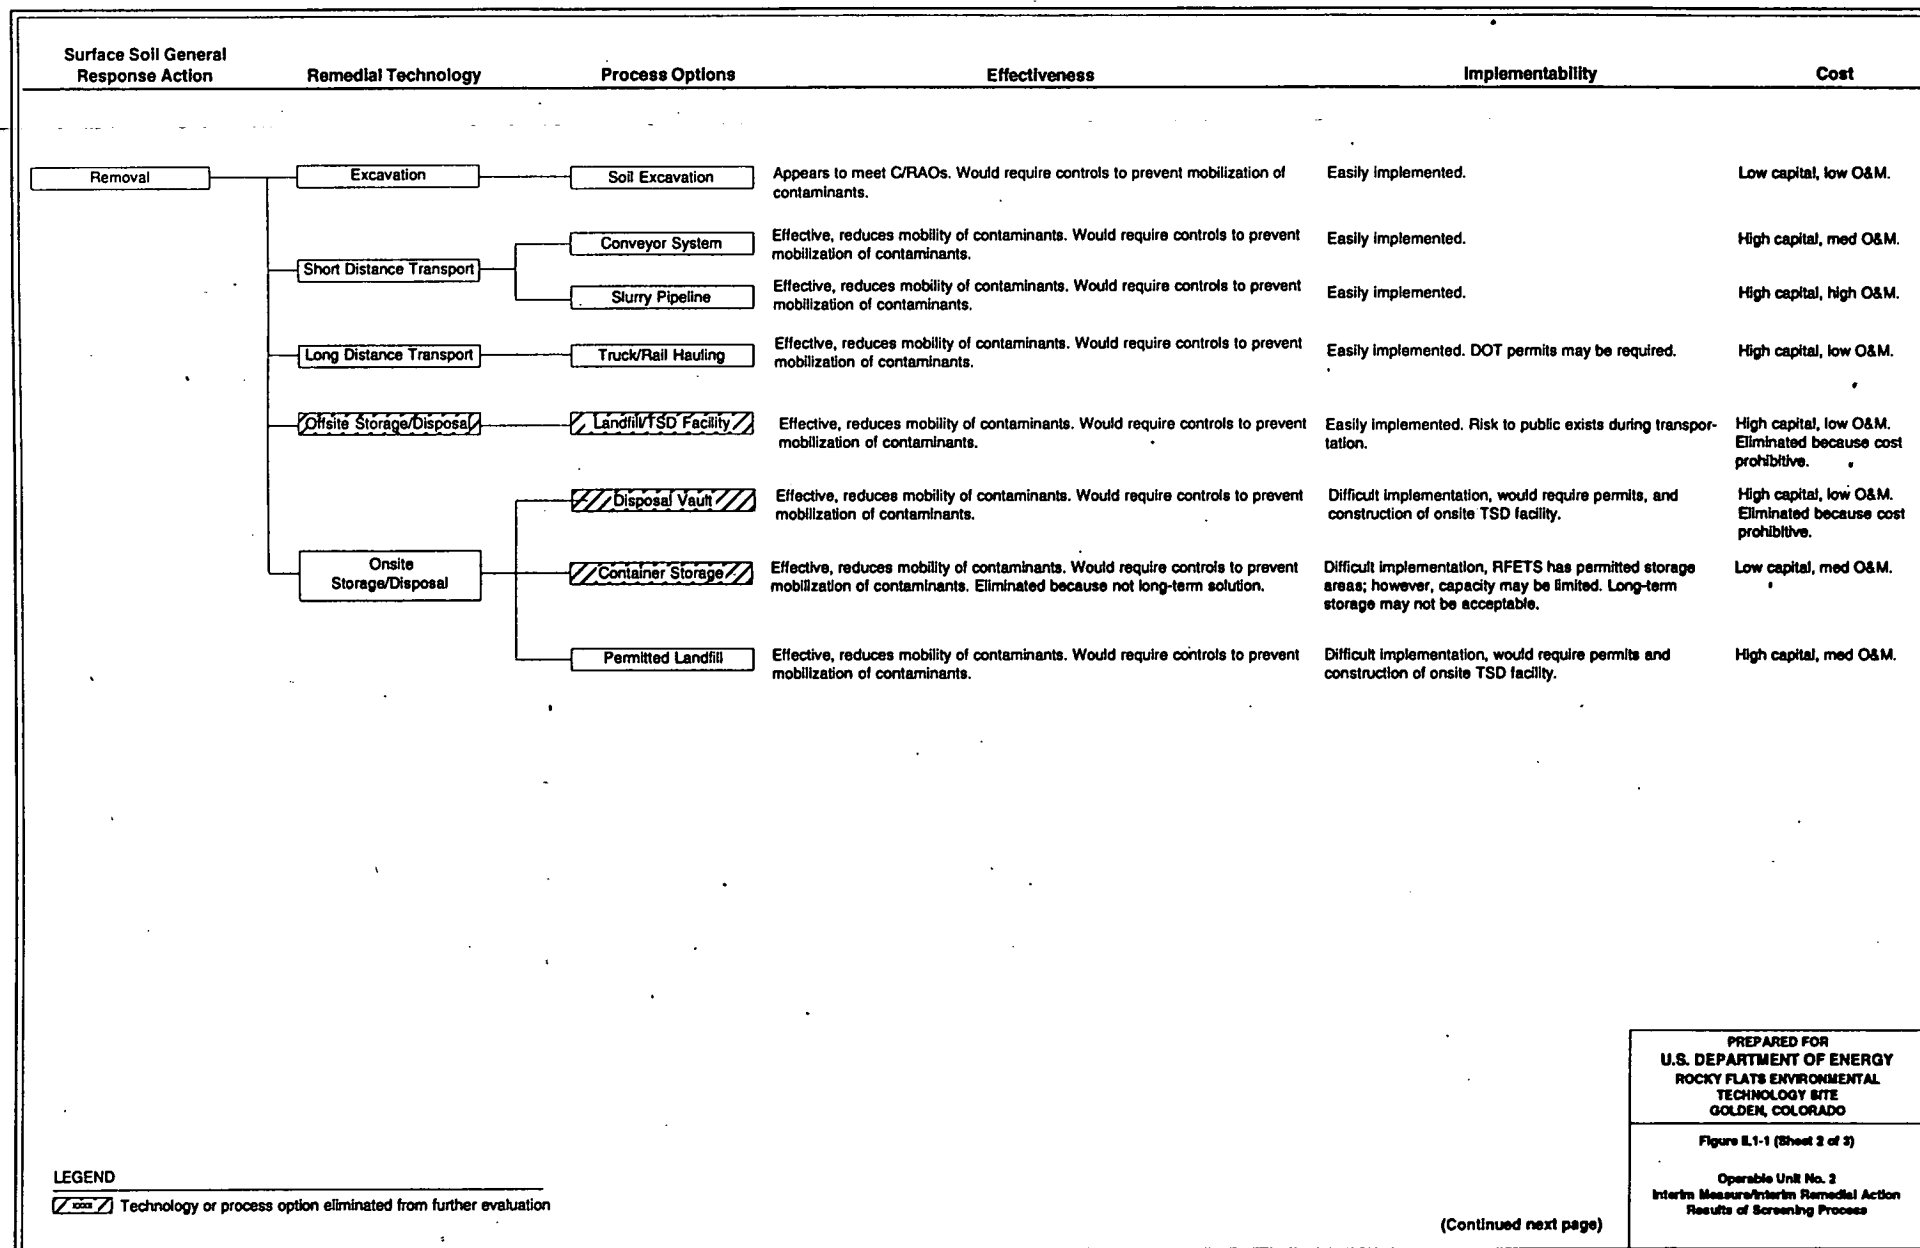 Surface Soil General
Response Action
Remedial Technology
Process Options
Effectiveness
Implementability
Cost
Removal
Excavation
Soil Excavation
Appears to meet C/RAOs. Would require controls to prevent mobilization of
contaminants.
Easily implemented.
Low capital, low O&M.
Short Distance Transport
Conveyor System
Effective, reduces mobility of contaminants. Would require controls to prevent
mobilization of contaminants.
Easily implemented.
High capital, med O&M.
Slurry Pipeline
Effective, reduces mobility of contaminants. Would require controls to prevent
mobilization of contaminants.
Easily implemented.
High capital, high O&M.
Long Distance Transport
Truck/Rail Hauling
Effective, reduces mobility of contaminants. Would require controls to prevent
mobilization of contaminants.
Easily implemented. DOT permits may be required.
High capital, low O&M.
Offsite Storage/Disposal
Landfill/TSD Facility
Effective, reduces mobility of contaminants. Would require controls to prevent
mobilization of contaminants.
Easily implemented. Risk to public exists during transpor-
tation.
High capital, low O&M.
Eliminated because cost
prohibitive.
Onsite
Storage/Disposal
Disposal Vault
Effective, reduces mobility of contaminants. Would require controls to prevent
mobilization of contaminants.
Difficult implementation, would require permits, and
construction of onsite TSD facility.
High capital, low O&M.
Eliminated because cost
prohibitive.
Container Storage
Effective, reduces mobility of contaminants. Would require controls to prevent
mobilization of contaminants. Eliminated because not long-term solution.
Difficult implementation, RFETS has permitted storage
areas; however, capacity may be limited. Long-term
storage may not be acceptable.
Low capital, med O&M.
Permitted Landfill
Effective, reduces mobility of contaminants. Would require controls to prevent
mobilization of contaminants.
Difficult implementation, would require permits and
construction of onsite TSD facility.
High capital, med O&M.
LEGEND
xxxx Technology or process option eliminated from further evaluation
(Continued next page)
PREPARED FOR
U.S. DEPARTMENT OF ENERGY
ROCKY FLATS ENVIRONMENTAL
TECHNOLOGY SITE
GOLDEN, COLORADO
Figure II.1-1 (Sheet 2 of 3)
Operable Unit No. 2
Interim Measure/Interim Remedial Action
Results of Screening Process